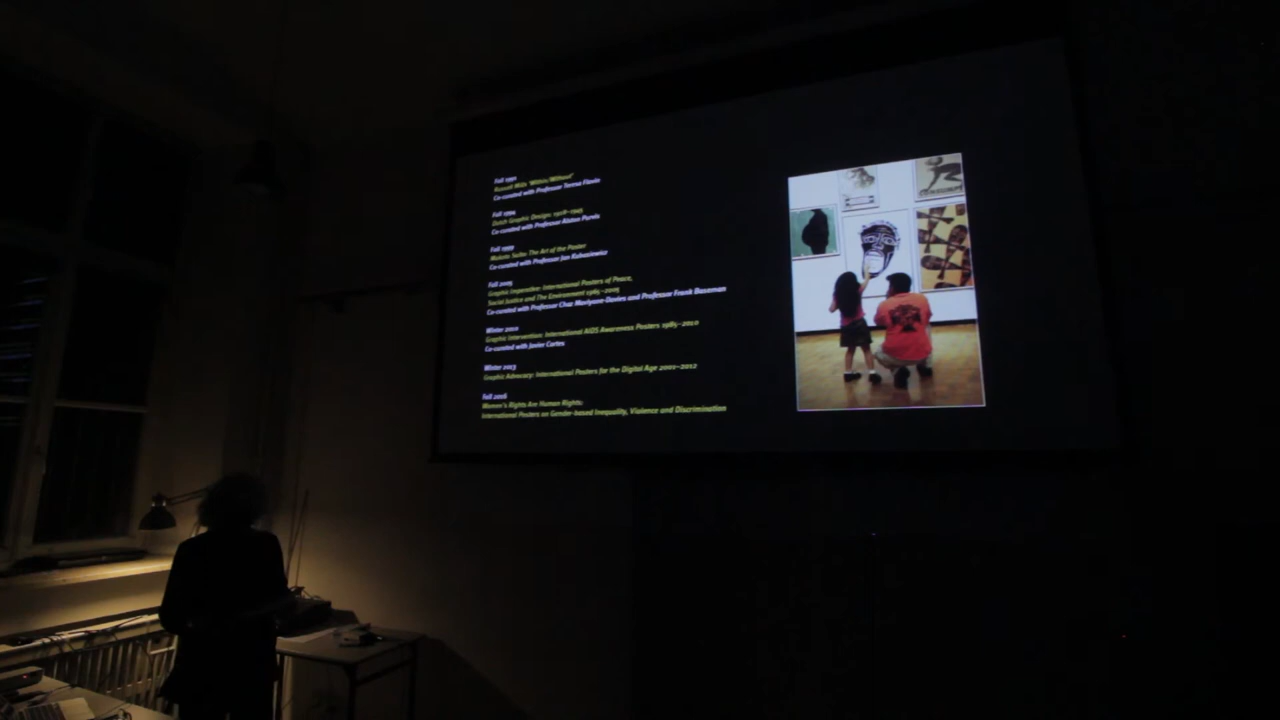 Fall 1991
Russell Mills 'Within/Without'
Co-curated with Professor Teresa Flavin
Fall 1994
Dutch Graphic Design: 1918–1945
Co-curated with Professor Alston Purvis
Fall 1999
Makoto Saito: The Art of the Poster
Co-curated with Professor Jan Kubasiewicz
Fall 2005
Graphic Imperative: International Posters of Peace,
Social Justice and The Environment 1965–2005
Co-curated with Professor Chaz Maviyane-Davies and Professor Frank Baseman
Winter 2010
Graphic Intervention: International AIDS Awareness Posters 1985–2010
Co-curated with Javier Cortes
Winter 2013
Graphic Advocacy: International Posters for the Digital Age 2001–2012
Fall 2016
Women's Rights Are Human Rights:
International Posters on Gender-based Inequality, Violence and Discrimination